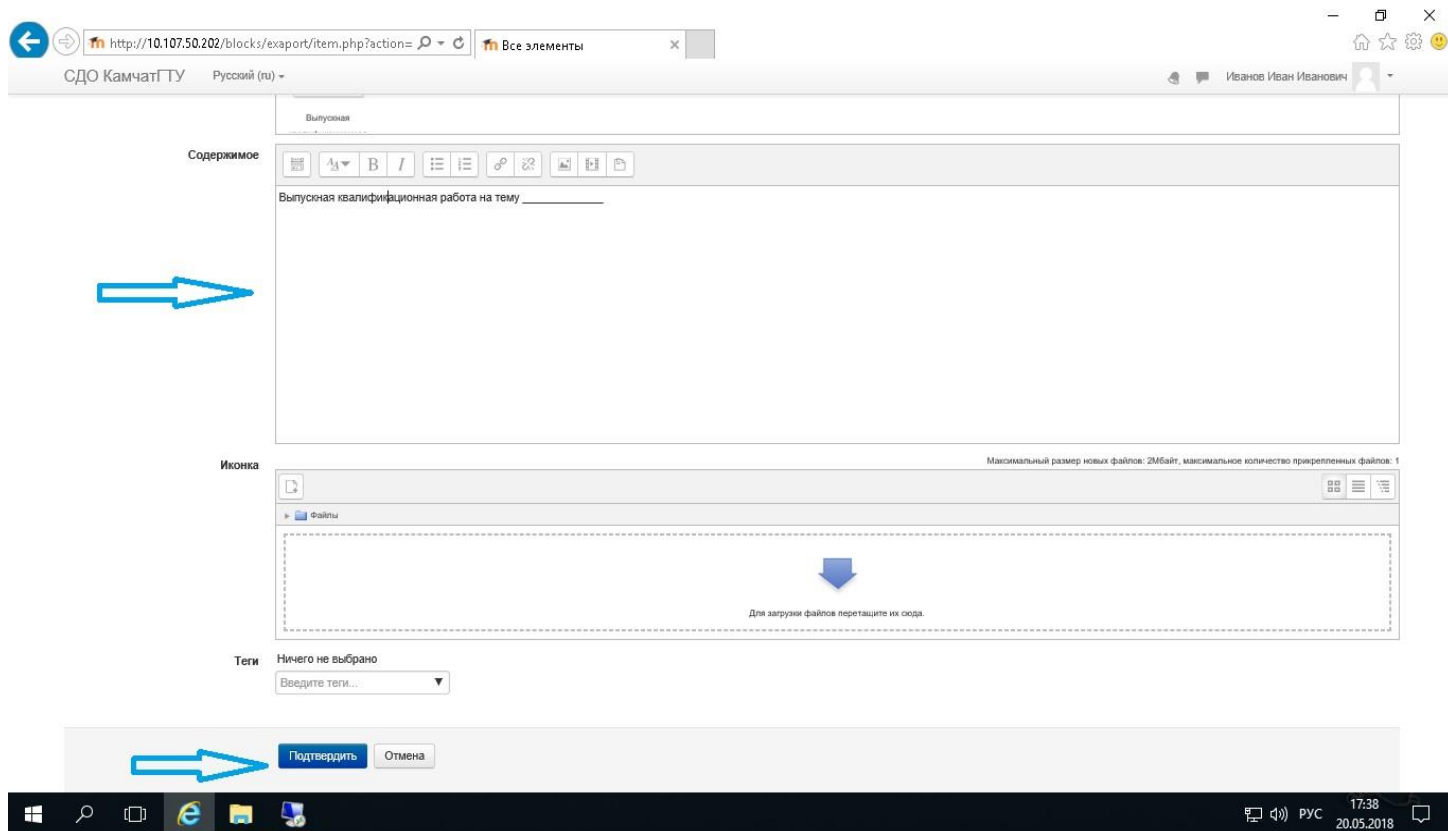 http://10.107.50.202/blocks/exaport/item.php?action=
Все элементы
СДО КамчатГТУ
Русский (ru)
Иванов Иван Иванович
Выпускная
Содержимое
Выпускная квалификационная работа на тему _____________
Максимальный размер новых файлов: 2Мбайт, максимальное количество прикрепленных файлов: 1
Иконка
Файлы
Для загрузки файлов перетащите их сюда.
Теги
Ничего не выбрано
Введите теги...
Подтвердить
Отмена
РУС
17:38
20.05.2018